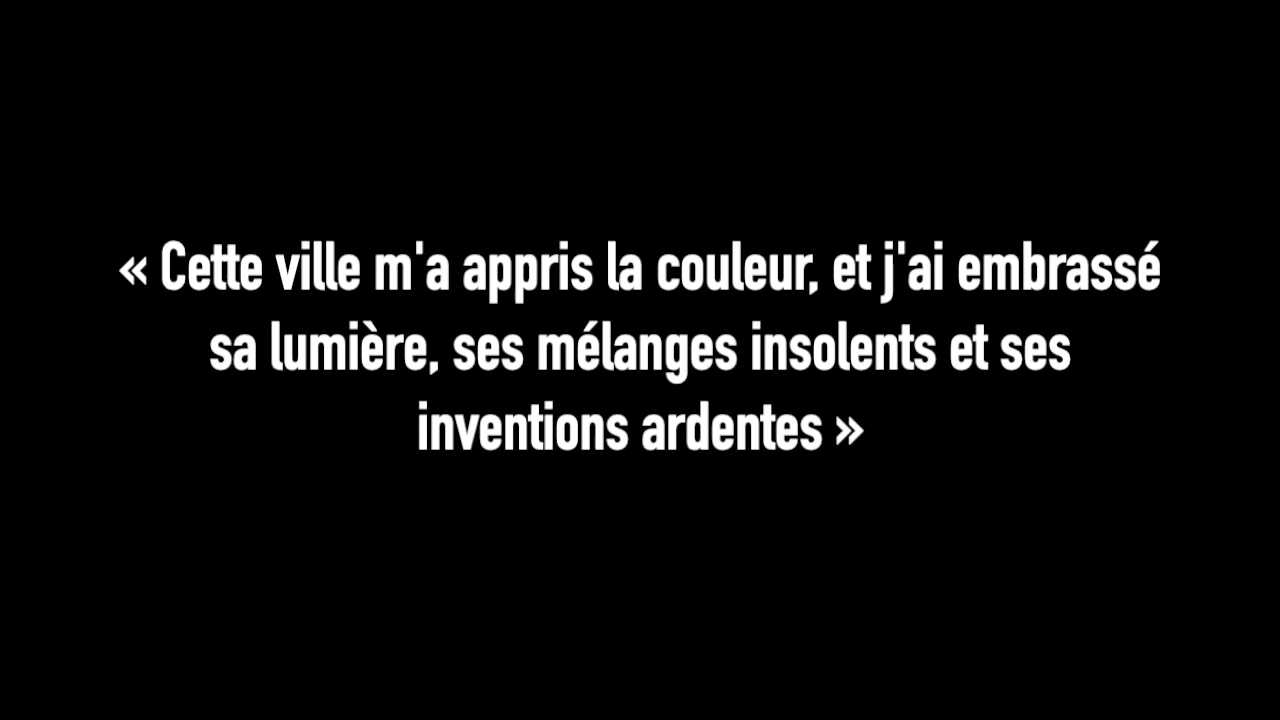 « Cette ville m'a appris la couleur, et j'ai embrassé
sa lumière, ses mélanges insolents et ses
inventions ardentes »